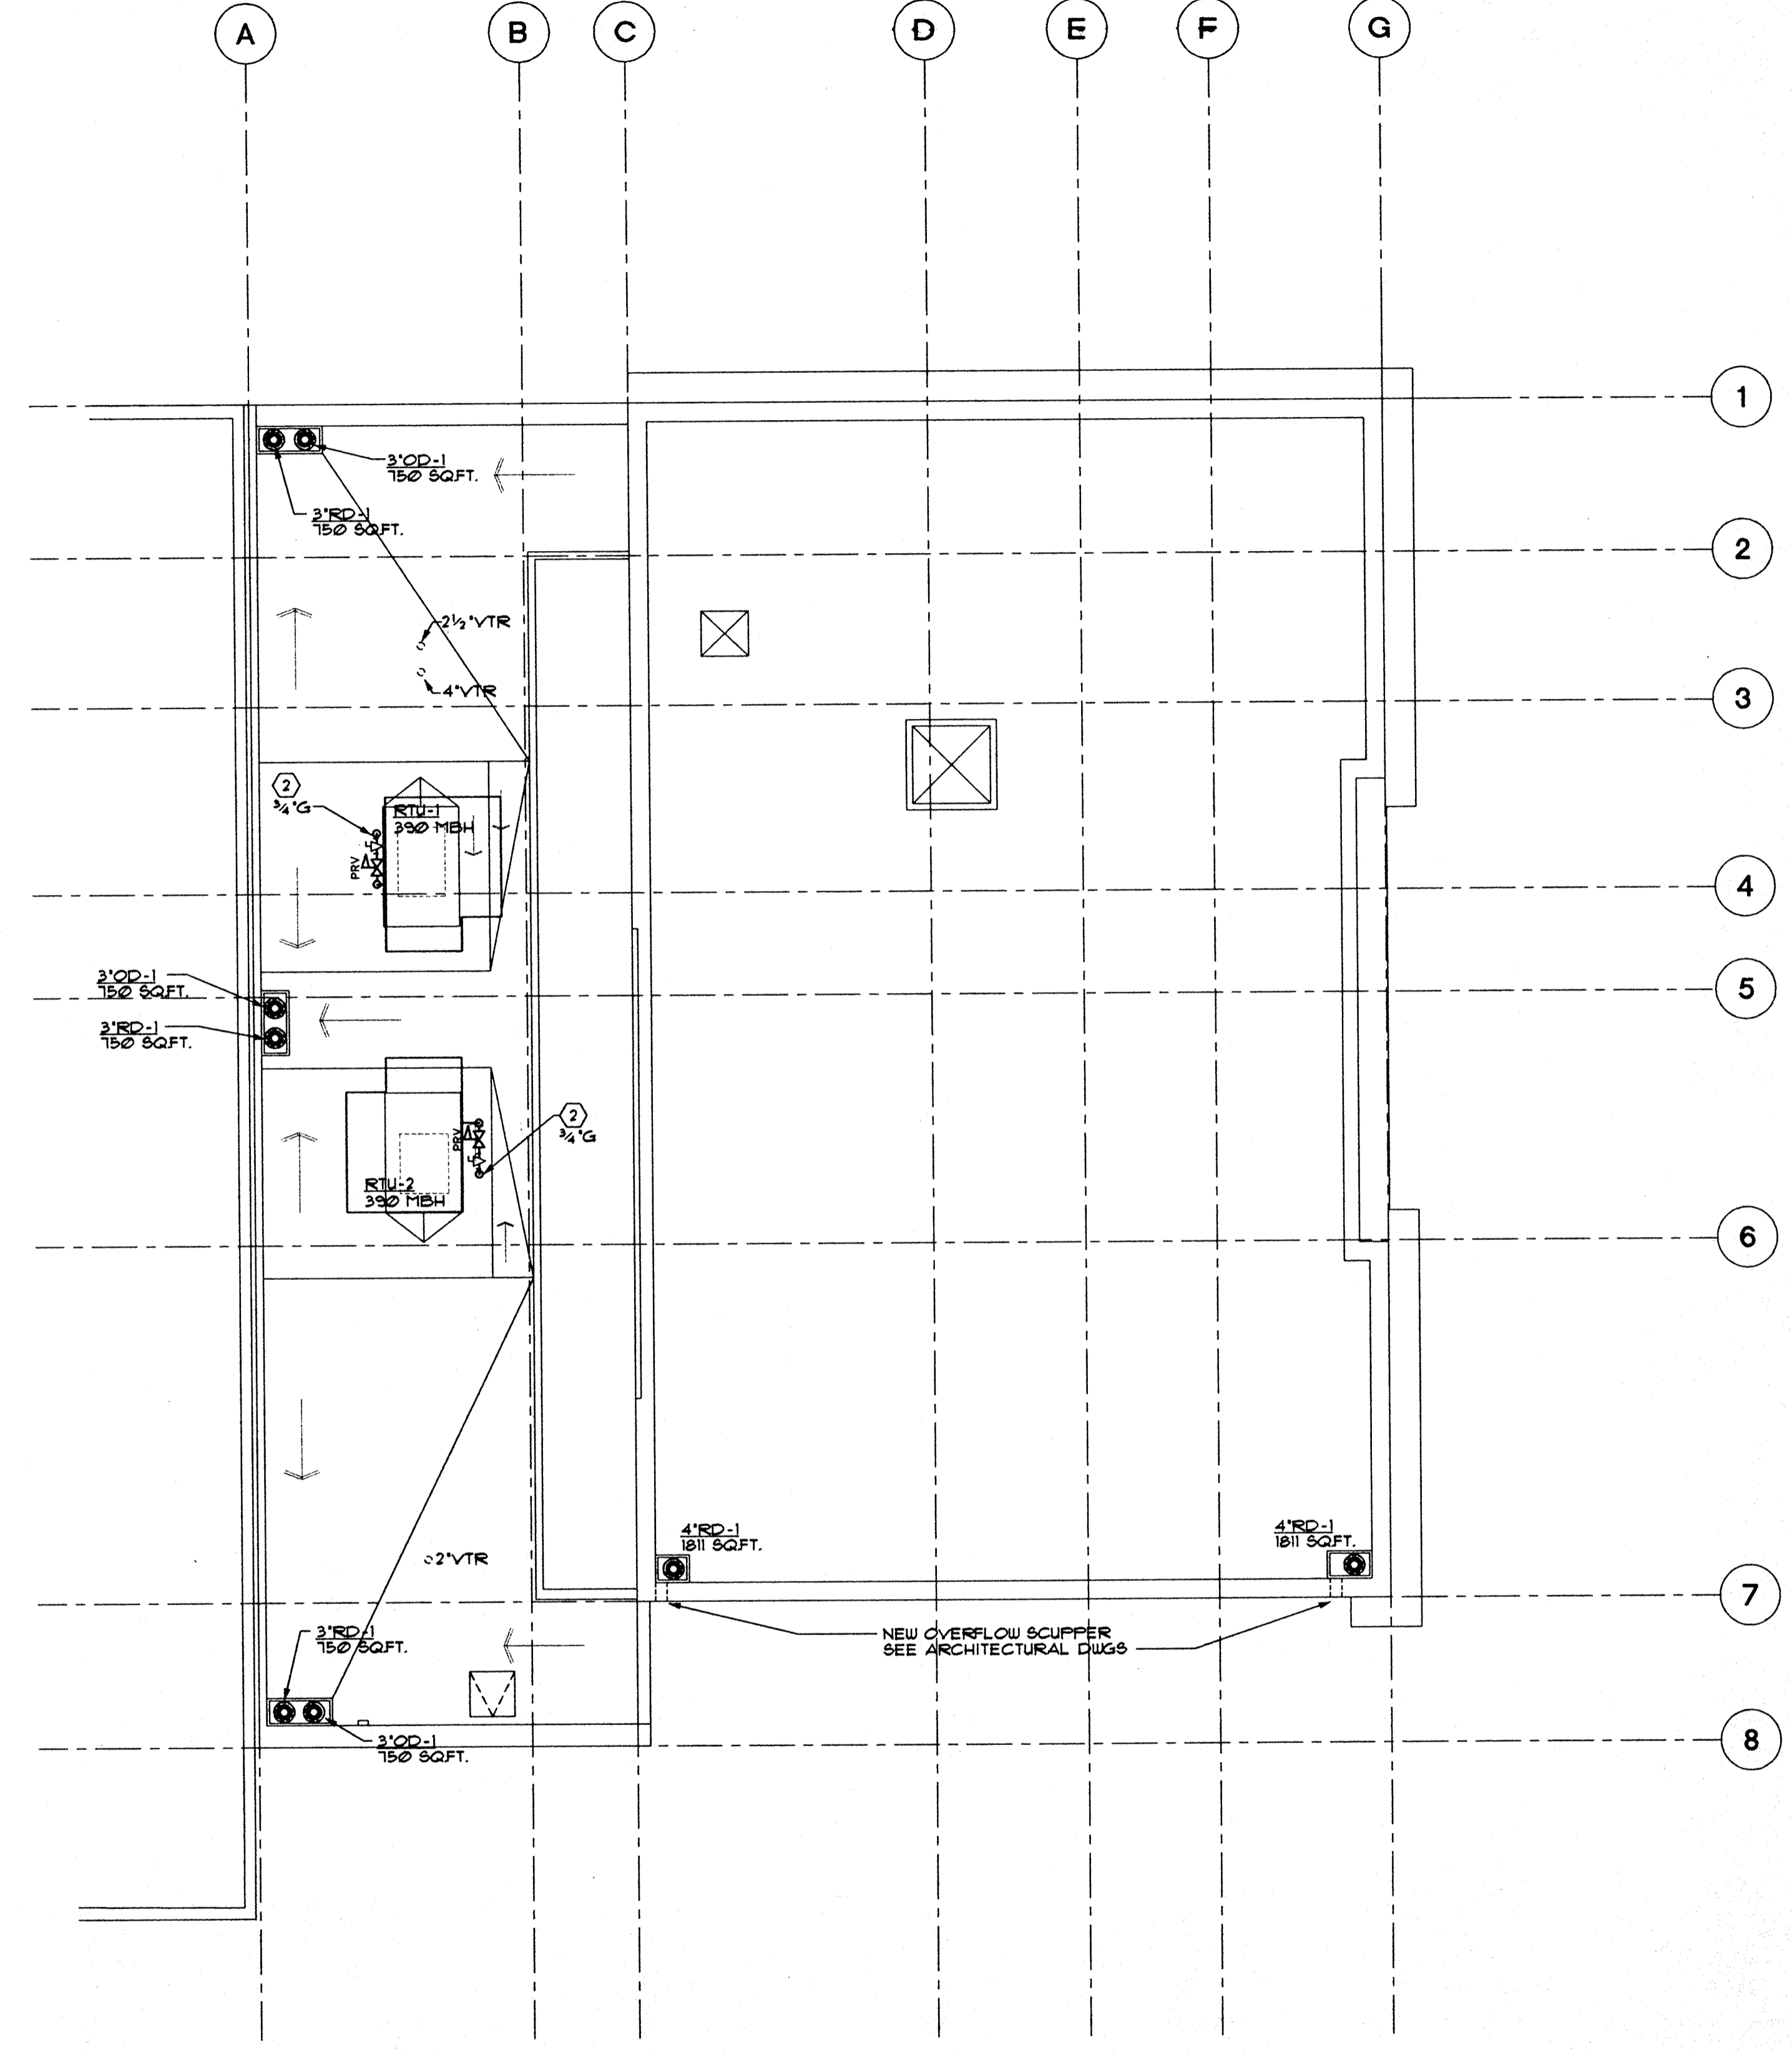 A
B
C
D
E
F
G
1
3"OD-1
750 SQ.FT.
3"RD-1
750 SQ.FT.
2
2½"VTR
4"VTR
3
2
¾"G
RTU-1
390 MBH
PRV
4
3"OD-1
750 SQ.FT.
3"RD-1
750 SQ.FT.
5
2
¾"G
PRV
RTU-2
390 MBH
6
4"RD-1
1811 SQ.FT.
4"RD-1
1811 SQ.FT.
2"VTR
7
3"RD-1
750 SQ.FT.
NEW OVERFLOW SCUPPER
SEE ARCHITECTURAL DWGS
3"OD-1
750 SQ.FT.
8